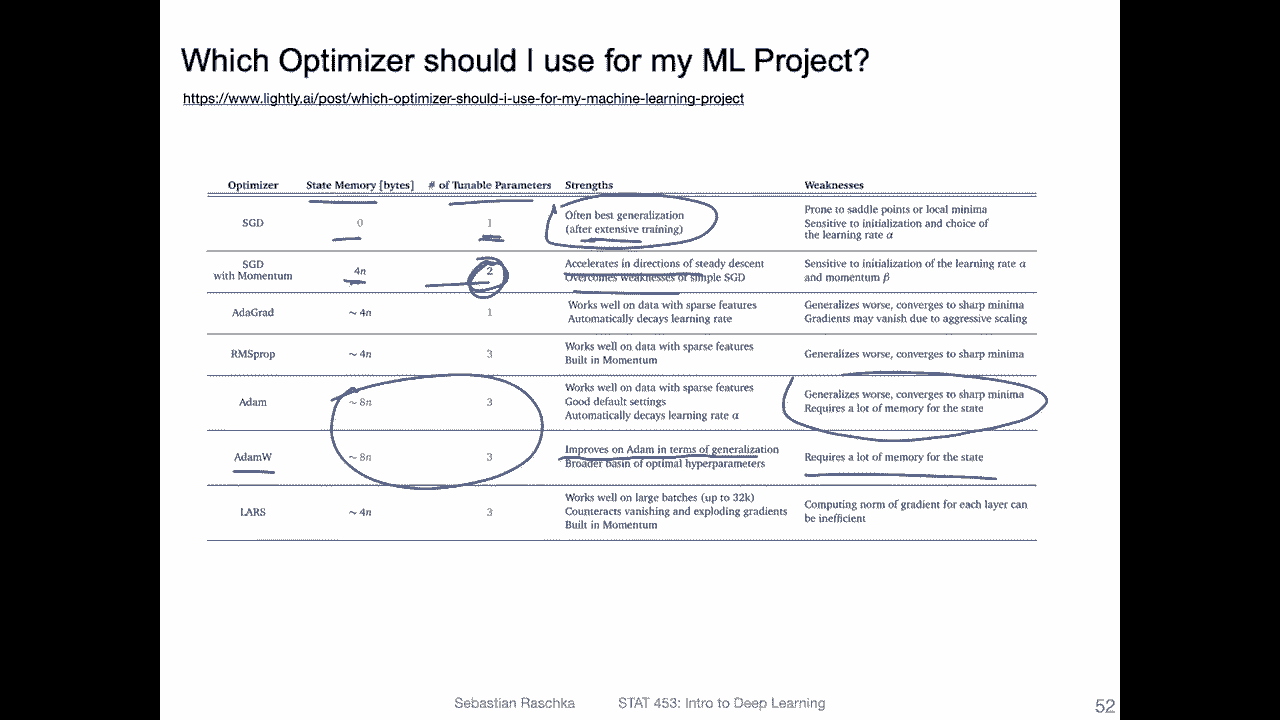 Which Optimizer should I use for my ML Project?
https://www.lightly.ai/post/which-optimizer-should-i-use-for-my-machine-learning-project
Optimizer State Memory [bytes] # of Tunable Parameters Strengths Weaknesses
SGD 0 1 Often best generalization
(after extensive training)
Prone to saddle points or local minima
Sensitive to initialization and choice of
the learning rate α
SGD
with Momentum
4n 2 Accelerates in directions of steady descent
Overcomes weaknesses of simple SGD
Sensitive to initialization of the learning rate α
and momentum β
AdaGrad ~ 4n 1 Works well on data with sparse features
Automatically decays learning rate
Generalizes worse, converges to sharp minima
Gradients may vanish due to aggressive scaling
RMSprop ~ 4n 3 Works well on data with sparse features
Built in Momentum
Generalizes worse, converges to sharp minima
Adam ~ 8n 3 Works well on data with sparse features
Good default settings
Automatically decays learning rate α
Generalizes worse, converges to sharp minima
Requires a lot of memory for the state
AdamW ~ 8n 3 Improves on Adam in terms of generalization
Broader basin of optimal hyperparameters
Requires a lot of memory for the state
LARS ~ 4n 3 Works well on large batches (up to 32k)
Counteracts vanishing and exploding gradients
Built in Momentum
Computing norm of gradient for each layer can
be inefficient
Sebastian Raschka STAT 453: Intro to Deep Learning 52